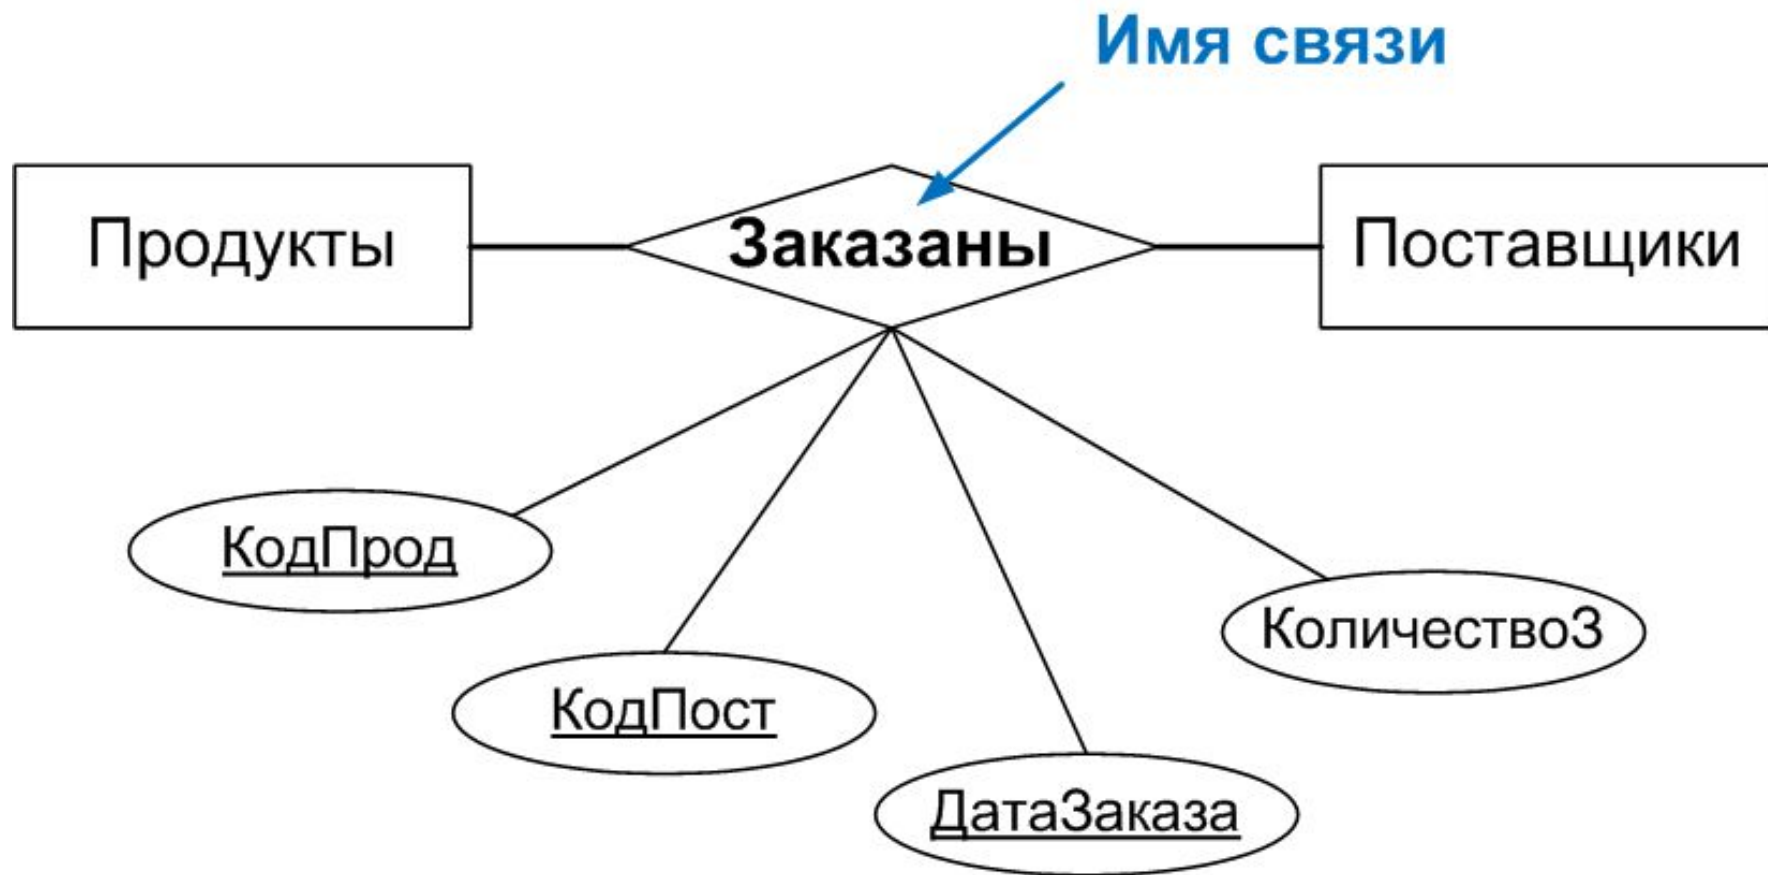 Имя связи
Продукты
Заказаны
Поставщики
КодПрод
КодПост
ДатаЗаказа
КоличествоЗ